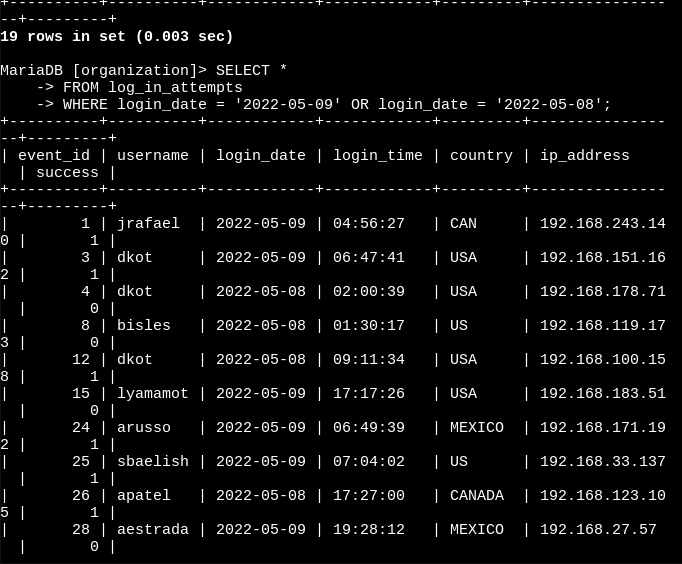 +----------+----------+------------+------------+---------+---------------
--+---------+
19 rows in set (0.003 sec)
MariaDB [organization]> SELECT *
    -> FROM log_in_attempts
    -> WHERE login_date = '2022-05-09' OR login_date = '2022-05-08';
+----------+----------+------------+------------+---------+---------------
--+---------+
| event_id | username | login_date | login_time | country | ip_address
  | success |
+----------+----------+------------+------------+---------+---------------
--+---------+
|        1 | jrafael  | 2022-05-09 | 04:56:27   | CAN     | 192.168.243.14
0 |       1 |
|        3 | dkot     | 2022-05-09 | 06:47:41   | USA     | 192.168.151.16
2 |       1 |
|        4 | dkot     | 2022-05-08 | 02:00:39   | USA     | 192.168.178.71
  |       0 |
|        8 | bisles   | 2022-05-08 | 01:30:17   | US      | 192.168.119.17
3 |       0 |
|       12 | dkot     | 2022-05-08 | 09:11:34   | USA     | 192.168.100.15
8 |       1 |
|       15 | lyamamot | 2022-05-09 | 17:17:26   | USA     | 192.168.183.51
  |       0 |
|       24 | arusso   | 2022-05-09 | 06:49:39   | MEXICO  | 192.168.171.19
2 |       1 |
|       25 | sbaelish | 2022-05-09 | 07:04:02   | US      | 192.168.33.137
  |       1 |
|       26 | apatel   | 2022-05-08 | 17:27:00   | CANADA  | 192.168.123.10
5 |       1 |
|       28 | aestrada | 2022-05-09 | 19:28:12   | MEXICO  | 192.168.27.57
  |       0 |